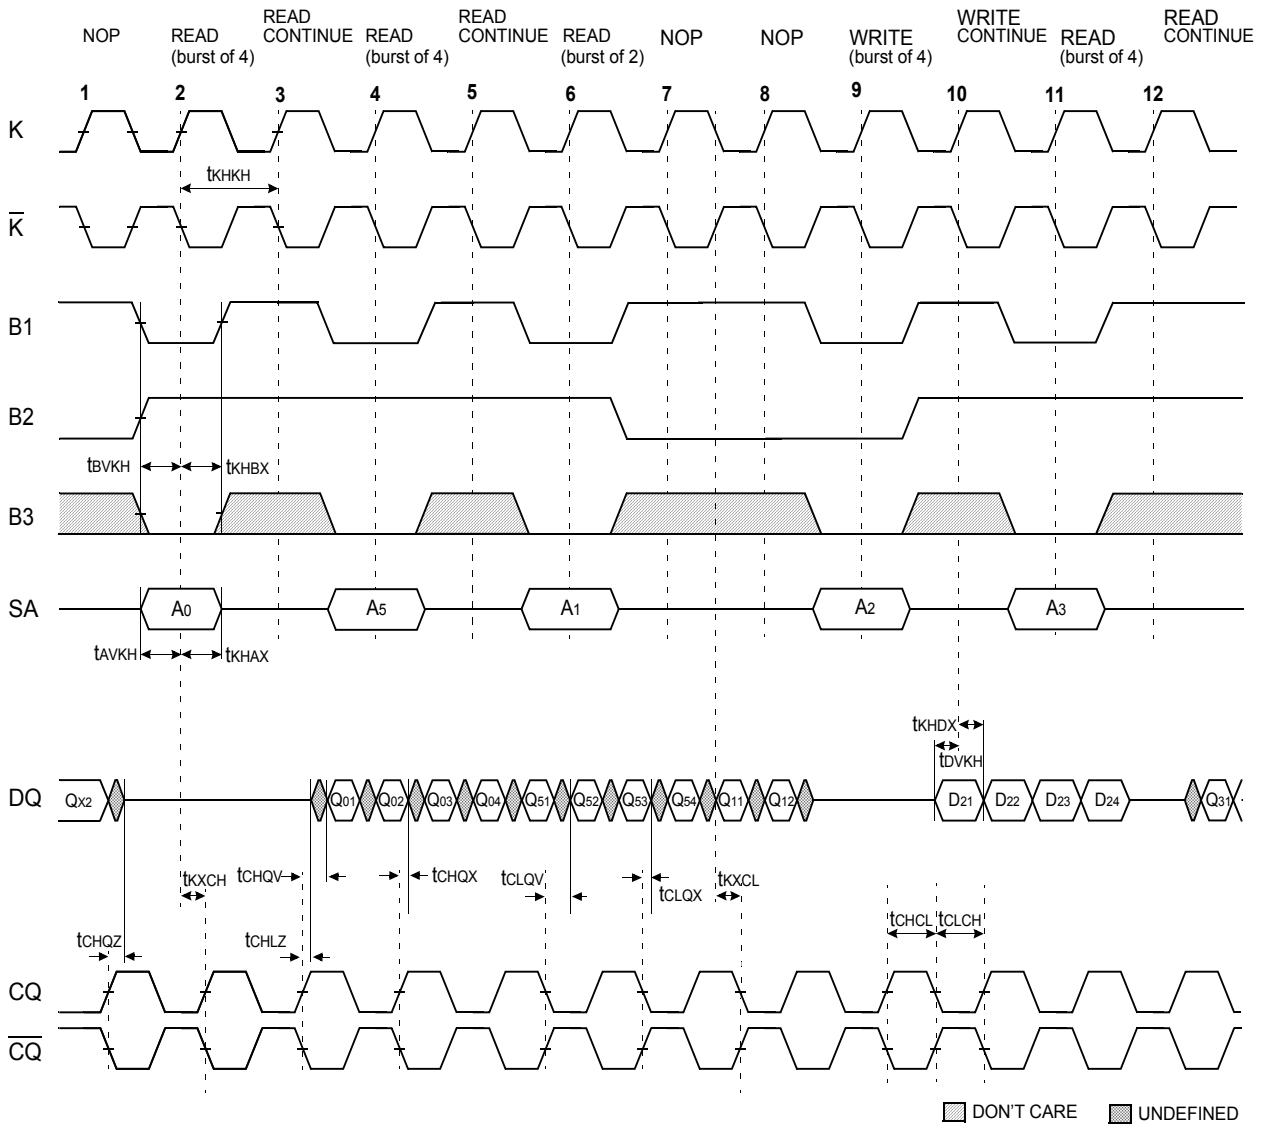 NOP
READ
(burst of 4)
READ
CONTINUE
READ
(burst of 4)
READ
CONTINUE
READ
(burst of 2)
NOP
NOP
WRITE
(burst of 4)
WRITE
CONTINUE
READ
(burst of 4)
READ
CONTINUE
1 2 3 4 5 6 7 8 9 10 11 12
K
tKHKH
K
B1
B2
tBVKH tKHBX
B3
SA A0 A5 A1 A2 A3
tAVKH tKHAX
tKHDX
tDVKH
DQ QX2 Q01 Q02 Q03 Q04 Q51 Q52 Q53 Q54 Q11 Q12 D21 D22 D23 D24 Q31
tKXCH tCHQV tCHQX tCLQV tCLQX tKXCL
tCHQZ tCHLZ tCHCL tCLCH
CQ
CQ
DON'T CARE UNDEFINED